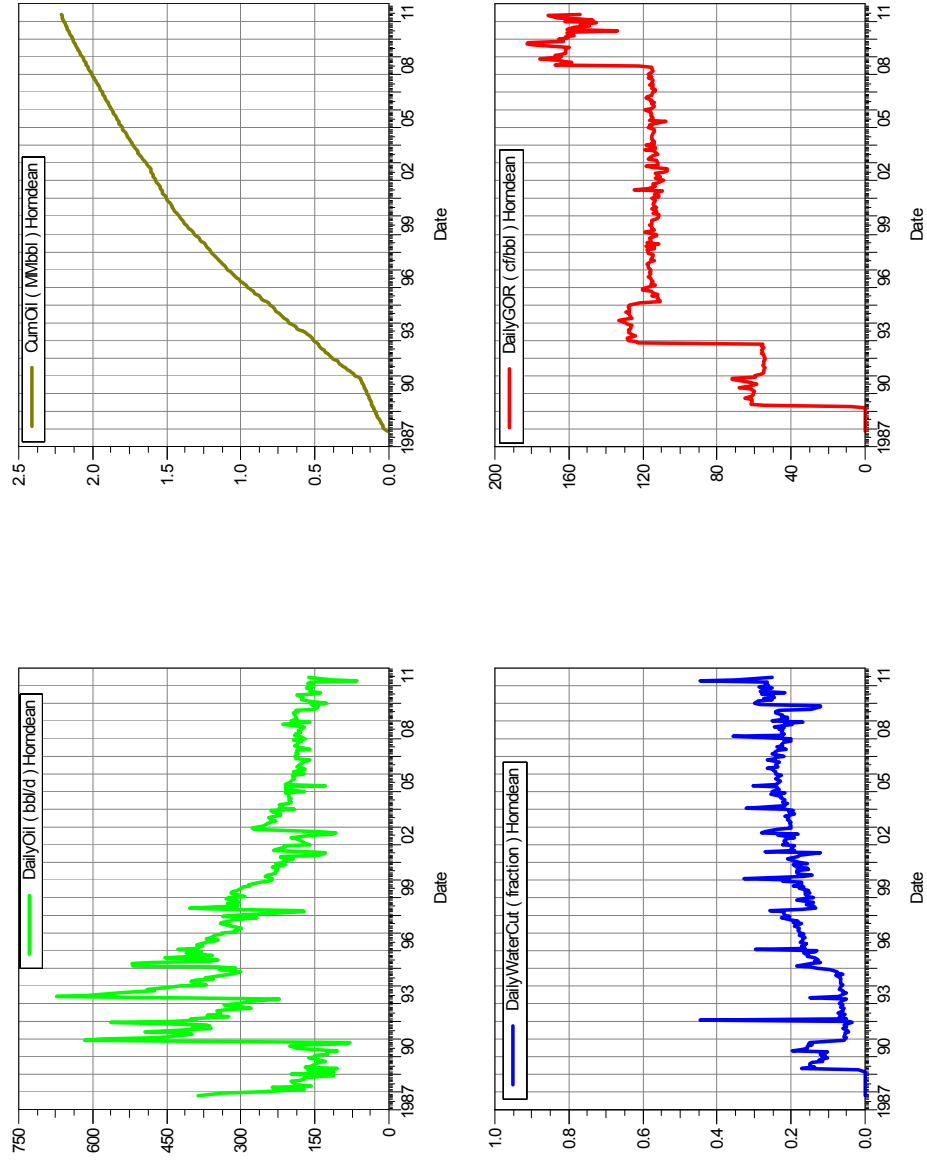 DailyOil ( bbl/d ) Horndean
750
600
450
300
150
1987 90 93 96 99 02 05 08 11
Date
CumOil ( MMbbl ) Horndean
2.5
2.0
1.5
1.0
0.5
0.0
1987 90 93 96 99 02 05 08 11
Date
DailyWaterCut ( fraction ) Horndean
1.0
0.8
0.6
0.4
0.2
0.0
1987 90 93 96 99 02 05 08 11
Date
DailyGOR ( cf/bbl ) Horndean
200
160
120
80
40
0
1987 90 93 96 99 02 05 08 11
Date